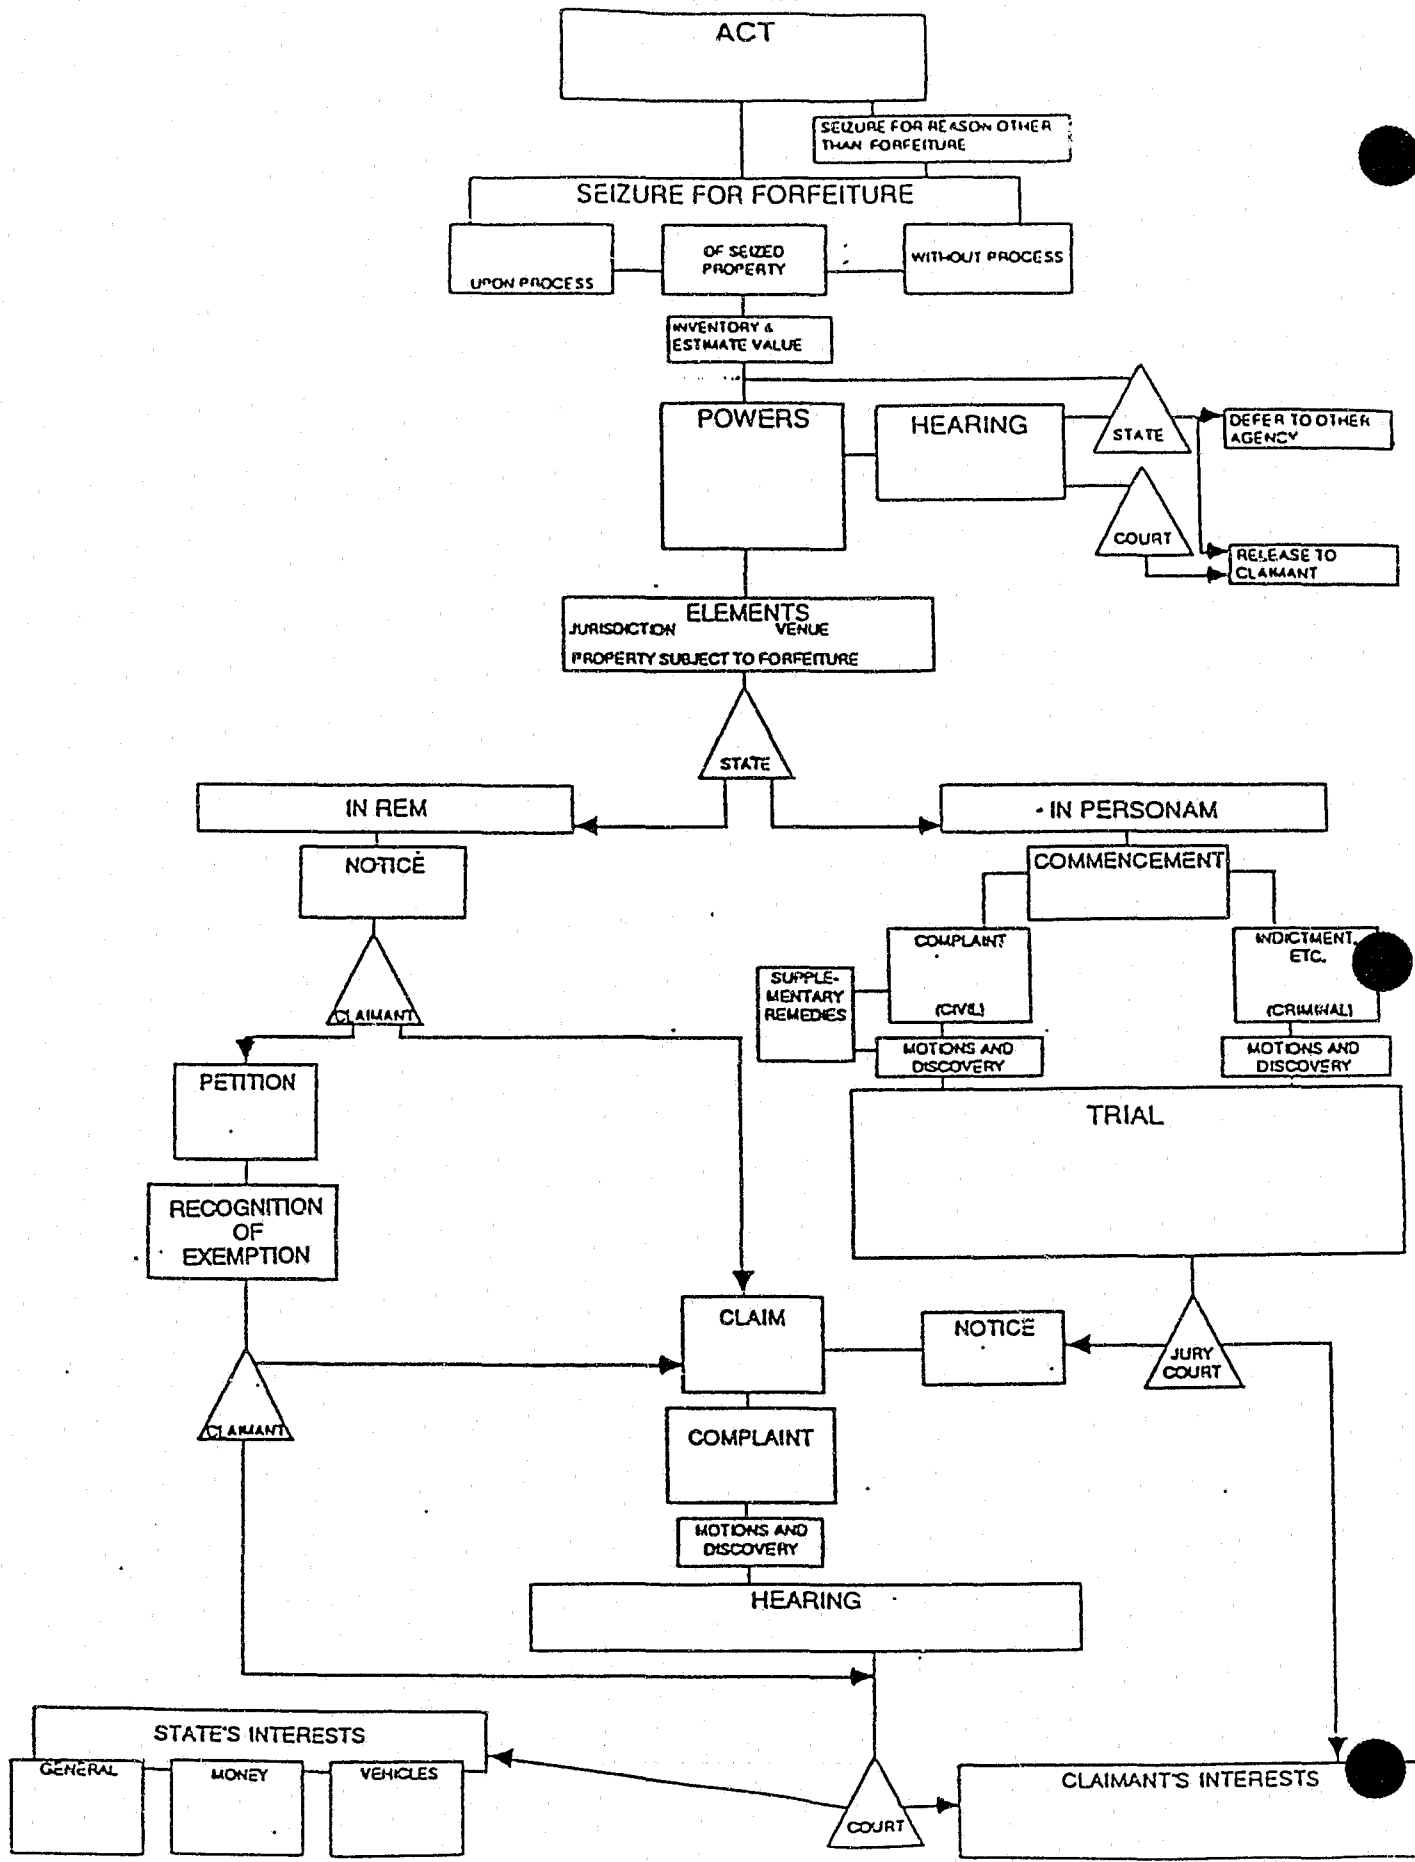 ACT
SEIZURE FOR REASON OTHER
THAN FORFEITURE
SEIZURE FOR FORFEITURE
UPON PROCESS
OF SEIZED
PROPERTY
WITHOUT PROCESS
INVENTORY &
ESTIMATE VALUE
POWERS
HEARING
STATE
DEFER TO OTHER
AGENCY
COURT
RELEASE TO
CLAIMANT
ELEMENTS
JURISDICTION VENUE
PROPERTY SUBJECT TO FORFEITURE
STATE
IN REM
IN PERSONAM
NOTICE
COMMENCEMENT
CLAIMANT
COMPLAINT
(CIVIL)
INDICTMENT,
ETC.
(CRIMINAL)
SUPPLE-
MENTARY
REMEDIES
MOTIONS AND
DISCOVERY
MOTIONS AND
DISCOVERY
PETITION
TRIAL
RECOGNITION
OF
EXEMPTION
CLAIM
NOTICE
JURY
COURT
CLAIMANT
COMPLAINT
MOTIONS AND
DISCOVERY
HEARING
STATE'S INTERESTS
GENERAL
MONEY
VEHICLES
COURT
CLAIMANT'S INTERESTS